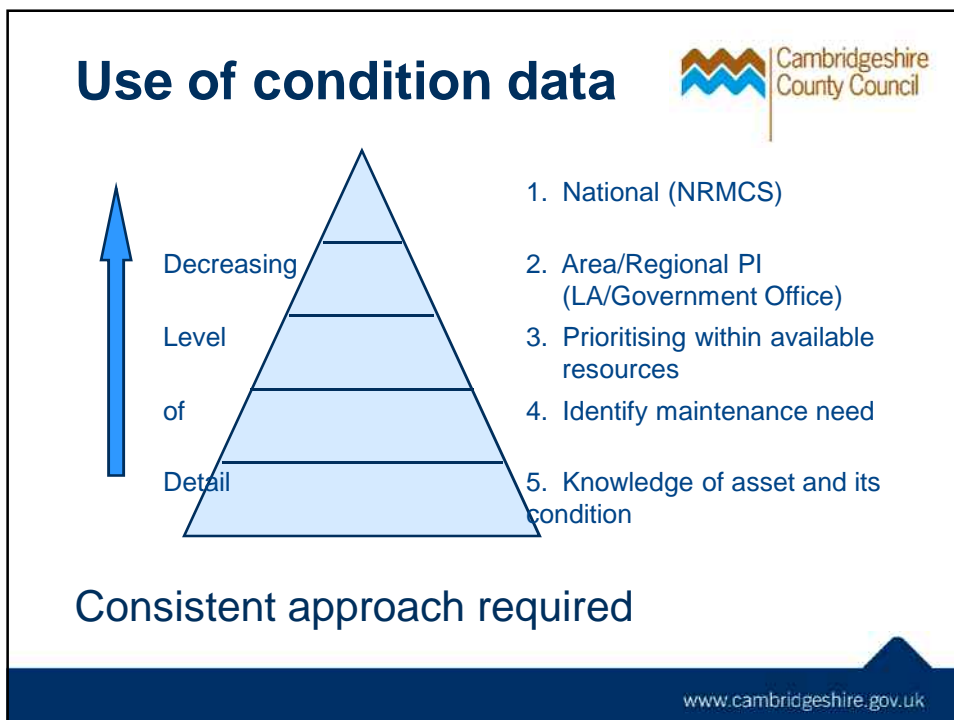 Use of condition data
Cambridgeshire
County Council
1. National (NRMCS)
Decreasing
2. Area/Regional PI
(LA/Government Office)
Level
3. Prioritising within available
resources
of
4. Identify maintenance need
Detail
5. Knowledge of asset and its
condition
Consistent approach required
www.cambridgeshire.gov.uk